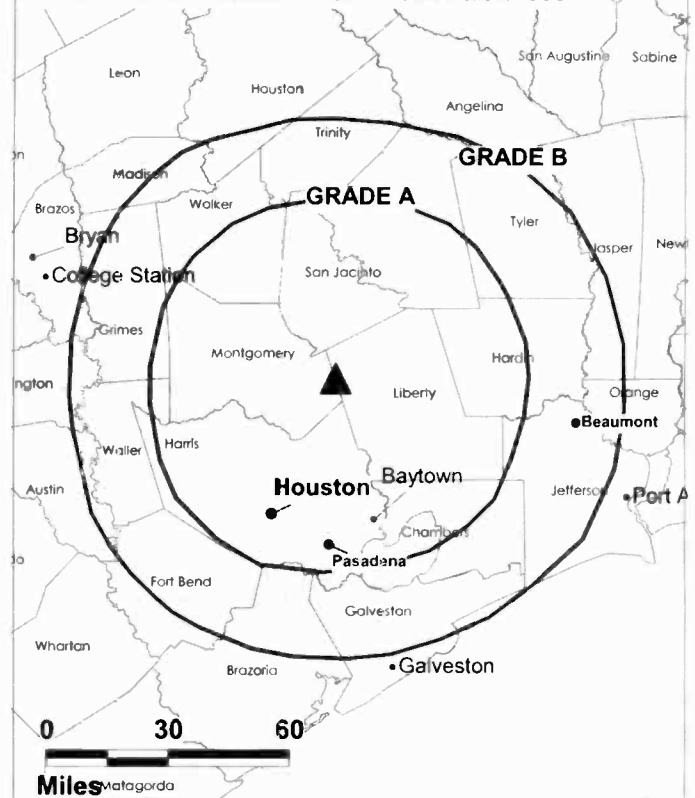 San Augustine
Sabine
Leon
Houston
Angelina
Trinity
GRADE B
Madison
Walker
GRADE A
Brazos
Bryan
Tyler
Jasper
College Station
San Jacinto
Grimes
Montgomery
Hardin
Liberty
Orange
Beaumont
Waller
Harris
Baytown
Houston
Austin
Jefferson
Port A
Chambers
Pasadena
Fort Bend
Galveston
Whartan
Brazoria
Galveston
0 30 60
Miles
Matagorda